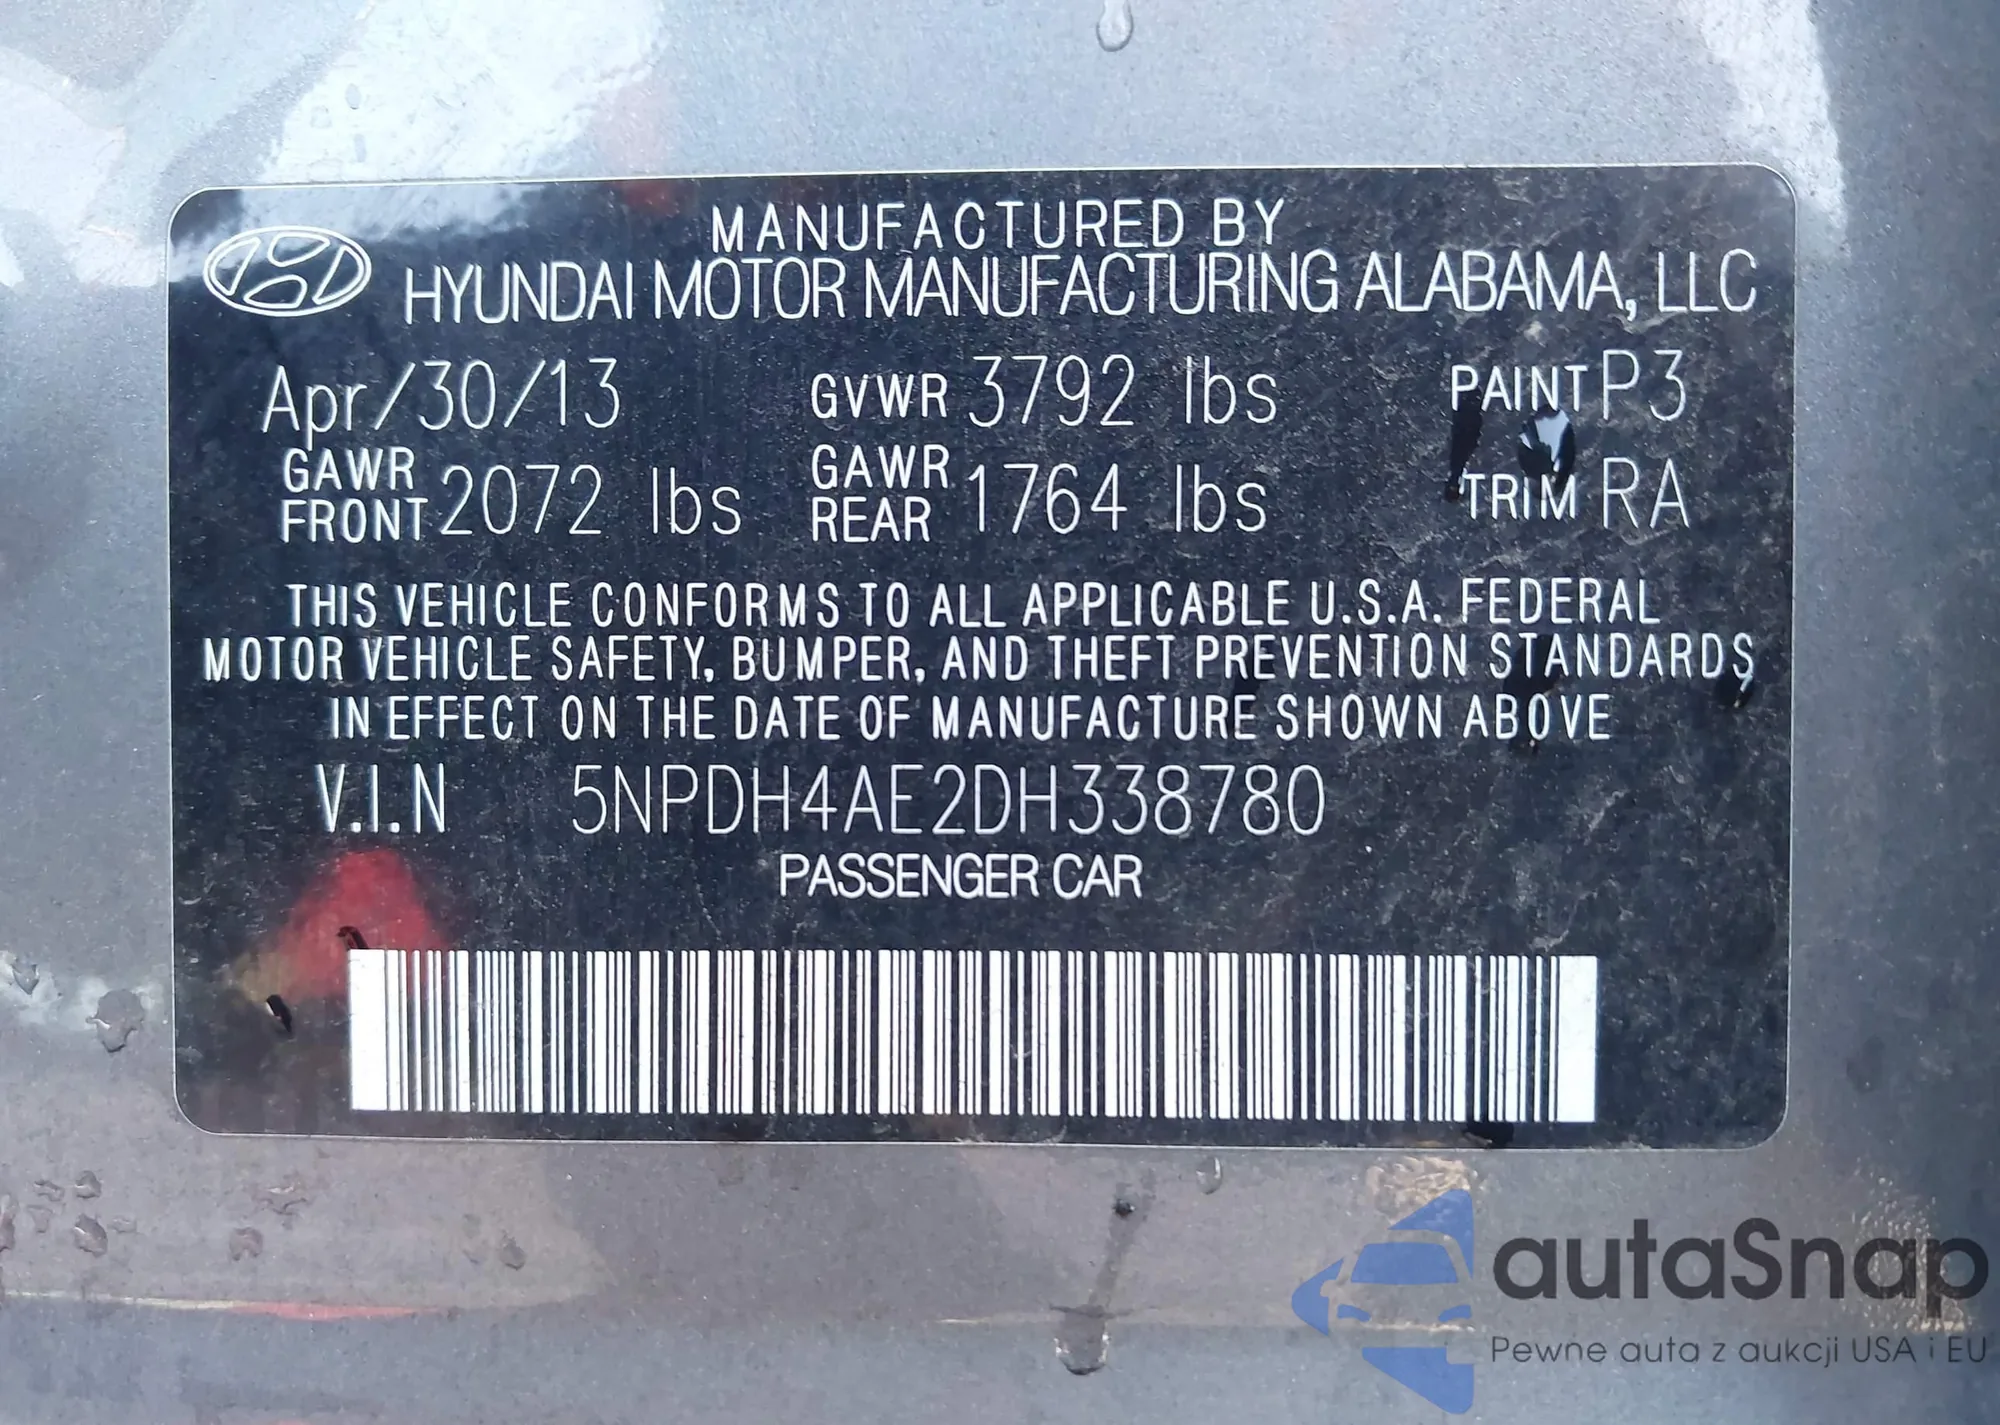 MANUFACTURED BY
HYUNDAI MOTOR MANUFACTURING ALABAMA, LLC
Apr/30/13 GVWR 3792 lbs PAINT P3
GAWR FRONT 2072 lbs GAWR REAR 1764 lbs TRIM RA
THIS VEHICLE CONFORMS TO ALL APPLICABLE U.S.A. FEDERAL
MOTOR VEHICLE SAFETY, BUMPER, AND THEFT PREVENTION STANDARDS
IN EFFECT ON THE DATE OF MANUFACTURE SHOWN ABOVE
V.I.N 5NPDH4AE2DH338780
PASSENGER CAR
autaSnap
Pewne auta z aukcji USA i EU